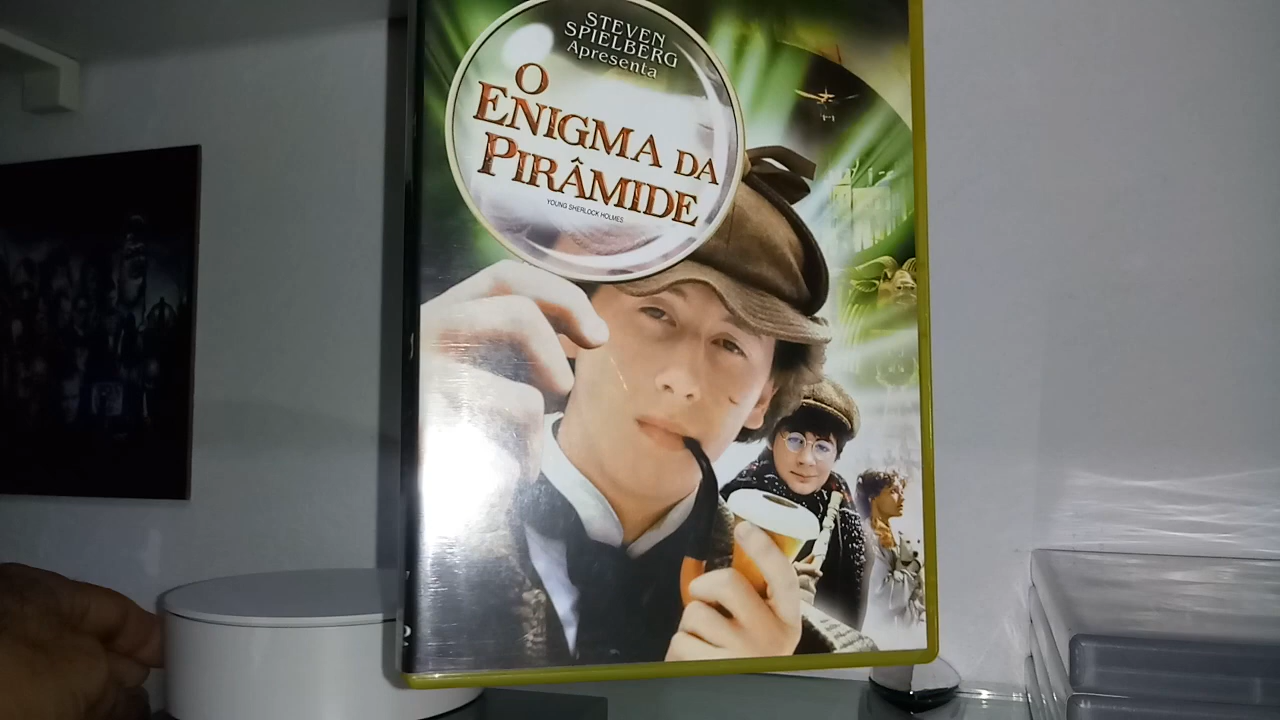 STEVEN
SPIELBERG
Apresenta
O
ENIGMA DA
PIRÂMIDE
YOUNG SHERLOCK HOLMES